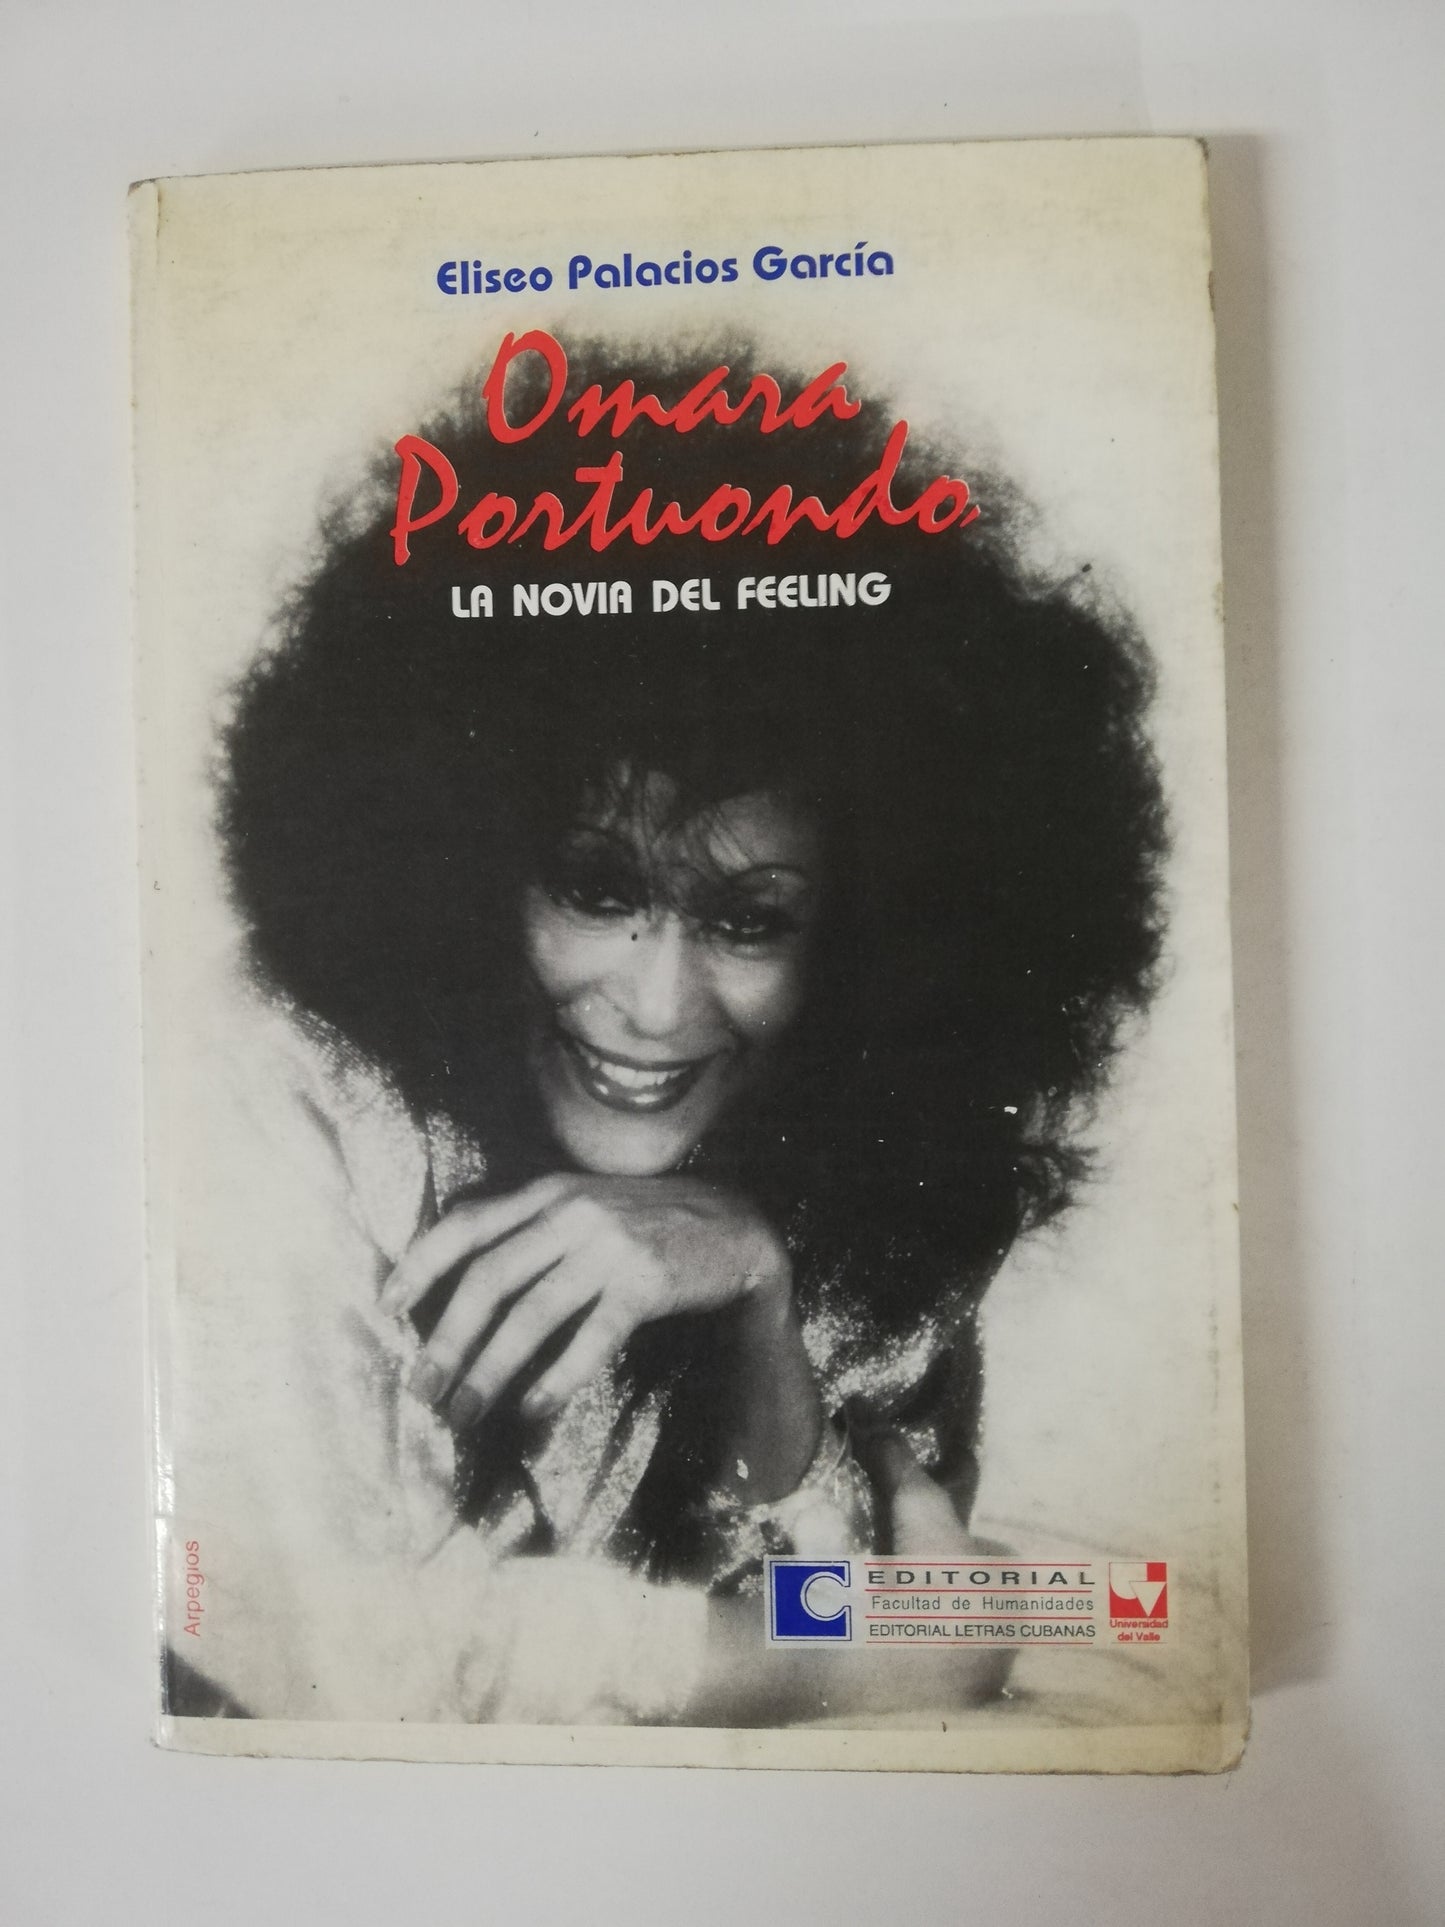 Eliseo Palacios García
Omara
Portuondo
LA NOVIA DEL FEELING
Arpegios
EDITORIAL
Facultad de Humanidades
EDITORIAL LETRAS CUBANAS
Universidad
del Valle